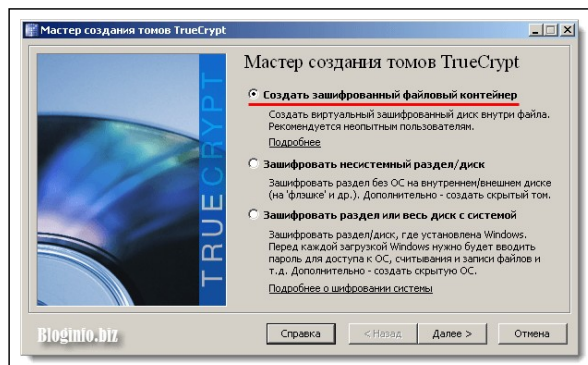 Мастер создания томов TrueCrypt
Мастер создания томов TrueCrypt
TRUECRYPT
Создать зашифрованный файловый контейнер
Создать виртуальный зашифрованный диск внутри файла.
Рекомендуется неопытным пользователям.
Подробнее
Зашифровать несистемный раздел/диск
Зашифровать раздел без ОС на внутреннем/внешнем диске
(на 'флэшке' и др.). Дополнительно - создать скрытый том.
Зашифровать раздел или весь диск с системой
Зашифровать раздел/диск, где установлена Windows.
Перед каждой загрузкой Windows нужно будет вводить
пароль для доступа к ОС, считывания и записи файлов и
т.д. Дополнительно - создать скрытую ОС.
Подробнее о шифровании системы
Bloginfo.biz
Справка
< Назад
Далее >
Отмена